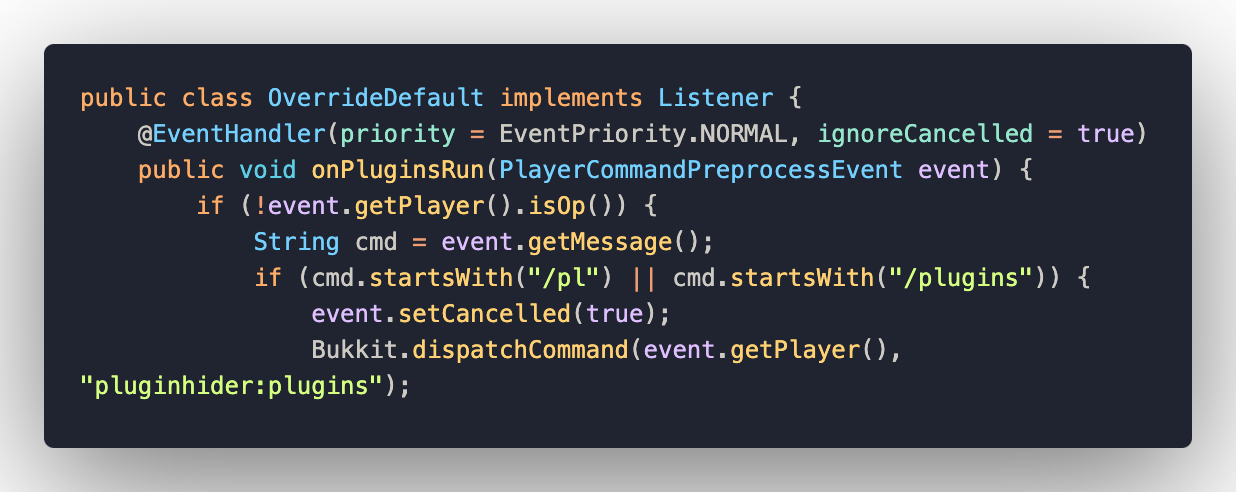 public class OverrideDefault implements Listener {
    @EventHandler(priority = EventPriority.NORMAL, ignoreCancelled = true)
    public void onPluginsRun(PlayerCommandPreprocessEvent event) {
        if (!event.getPlayer().isOp()) {
            String cmd = event.getMessage();
            if (cmd.startsWith("/pl") || cmd.startsWith("/plugins")) {
                event.setCancelled(true);
                Bukkit.dispatchCommand(event.getPlayer(),
"pluginhider:plugins");